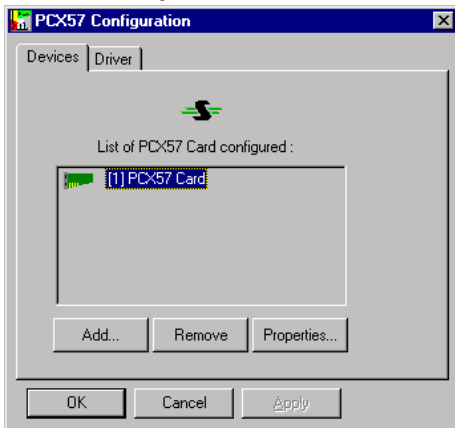 PCX57 Configuration
Devices Driver
List of PCX57 Card configured :
[1] PCX57 Card
Add... Remove Properties...
OK Cancel Apply